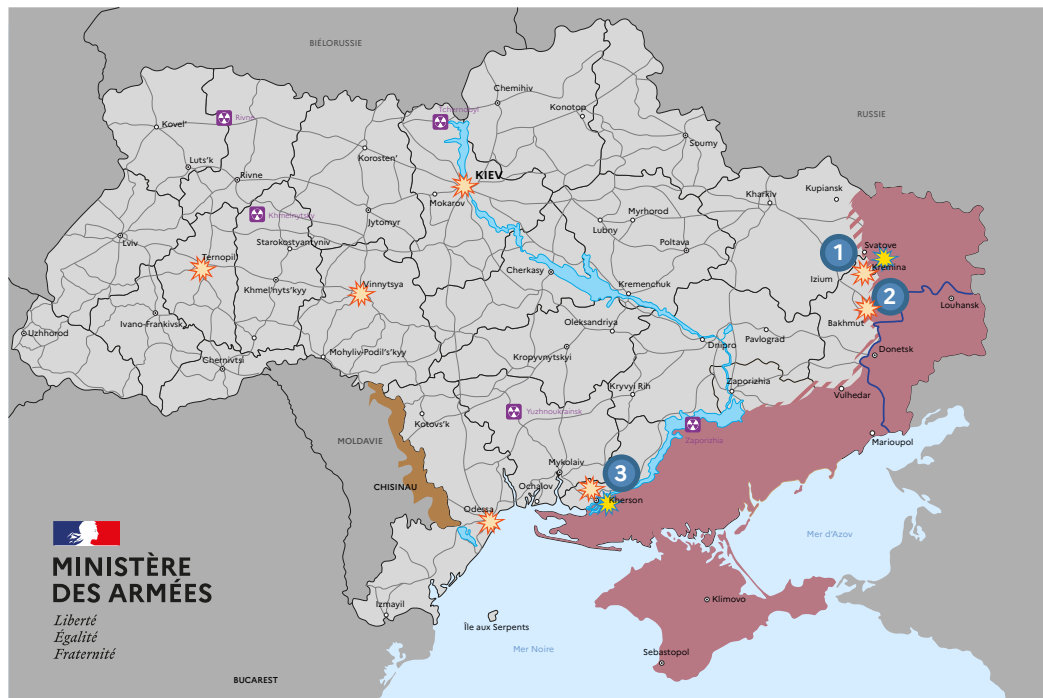 BIÉLORUSSIE
RUSSIE
Chernihiv
Konotop
Tchernobyl
Rivne
Kovel'
Soumy
Korosten'
Luts'k
Rivne
KIEV
Mokarov
Kharkiv
Kupiansk
Khmelnytsky
Jytomyr
Myrhorod
Lubny
Poltava
Lviv
Starokostyantyniv
1
Svatove
Ternopil
Cherkasy
Kremina
Izium
Khmel'nyts'kyy
Vinnytsya
Kremenchuk
2
Louhansk
Ivano-Frankivsk
Oleksandriya
Bakhmut
Uzhhorod
Mohyliv-Podil's'kyy
Kropyvnytskyi
Dnipro
Pavlograd
Donetsk
Chernivtsi
Kryvyi Rih
Zaporizhia
Vulhedar
Yuzhnoukrainsk
Kotovs'k
Zaporizhia
MOLDAVIE
Marioupol
Mykolaiv
3
CHISINAU
Ochalov
Kherson
Odessa
Mer d'Azov
MINISTÈRE
DES ARMÉES
Liberté
Égalité
Fraternité
Izmayil
Klimovo
Île aux Serpents
Mer Noire
Sebastopol
BUCAREST